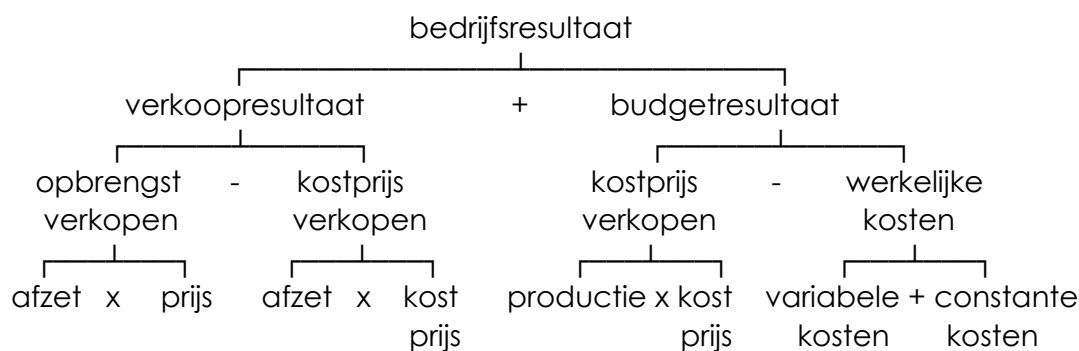 bedrijfsresultaat
verkoopresultaat + budgetresultaat
opbrengst - kostprijs kostprijs - werkelijke
verkopen verkopen verkopen kosten
afzet x prijs afzet x kost productie x kost variabele + constante
prijs prijs kosten kosten